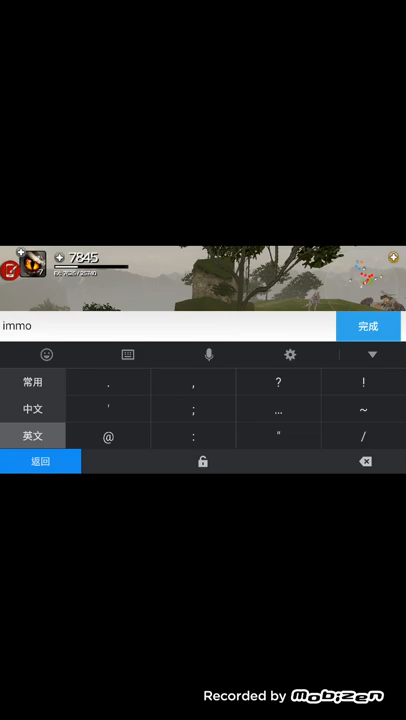 7845
immo
完成
常用 . , ? !
中文 ' ; ... ~
英文 @ : " /
返回
Recorded by Mobizen